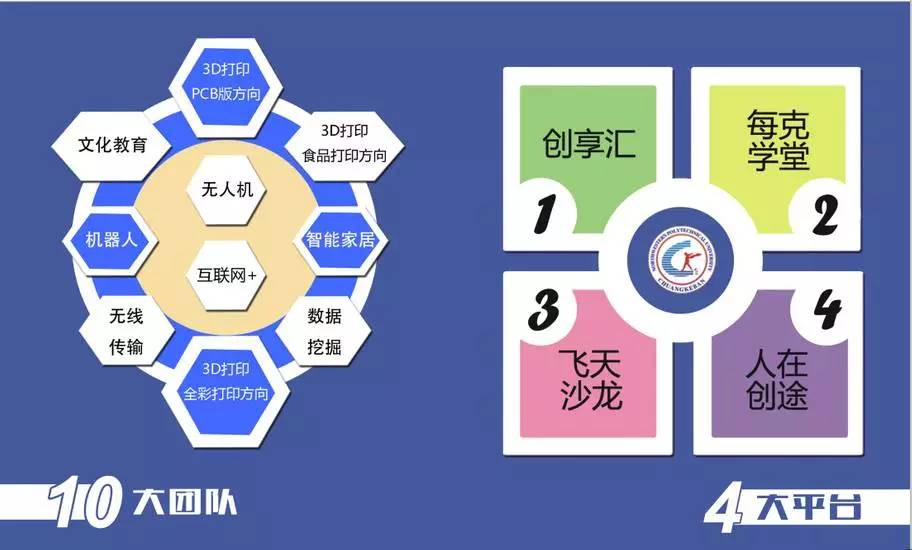 3D打印
PCB版方向
文化教育
3D打印
食品打印方向
无人机
机器人
智能家居
互联网+
无线
传输
数据
挖掘
3D打印
全彩打印方向
10大团队
创享汇
1
每克
学堂
2
NORTHWESTERN POLYTECHNICAL UNIVERSITY
CHUANGKEBAN
3
飞天
沙龙
4
人在
创途
4大平台